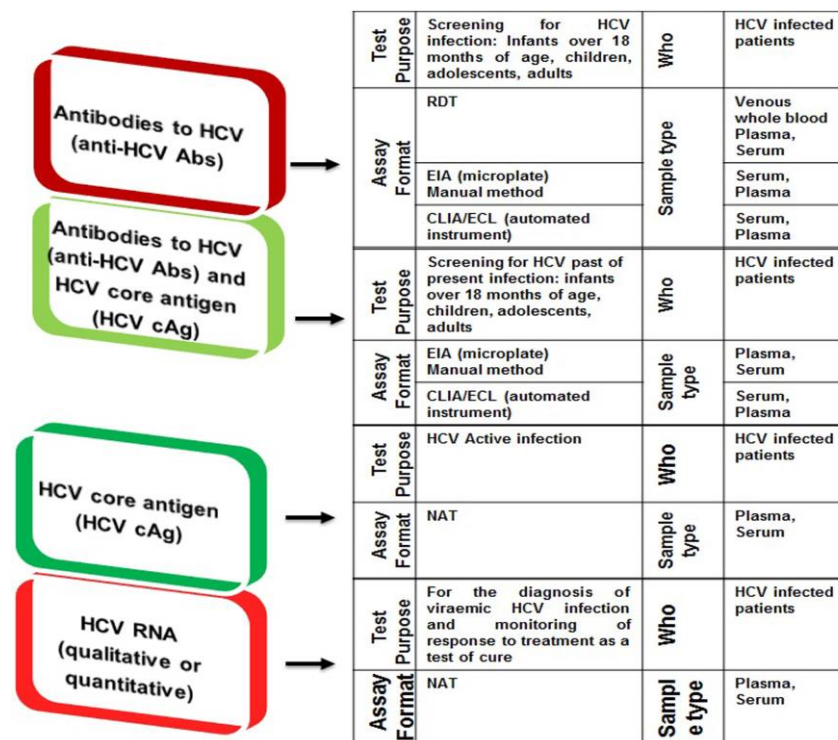 Antibodies to HCV
(anti-HCV Abs)
Test
Purpose
Screening for HCV
infection: Infants over 18
months of age, children,
adolescents, adults
Who
HCV infected
patients
Assay
Format
RDT
Sample type
Venous
whole blood
Plasma,
Serum
EIA (microplate)
Manual method
Serum,
Plasma
CLIA/ECL (automated
instrument)
Serum,
Plasma
Antibodies to HCV
(anti-HCV Abs) and
HCV core antigen
(HCV cAg)
Test
Purpose
Screening for HCV past of
present infection: infants
over 18 months of age,
children, adolescents,
adults
Who
HCV infected
patients
Assay
Format
EIA (microplate)
Manual method
Sample
type
Plasma,
Serum
CLIA/ECL (automated
instrument)
Serum,
Plasma
HCV core antigen
(HCV cAg)
Test
Purpose
HCV Active infection
Who
HCV infected
patients
Assay
Format
NAT
Sample
type
Plasma,
Serum
HCV RNA
(qualitative or
quantitative)
Test
Purpose
For the diagnosis of
viraemic HCV infection
and monitoring of
response to treatment as a
test of cure
Who
HCV infected
patients
Assay
Format
NAT
Sampl
e type
Plasma,
Serum